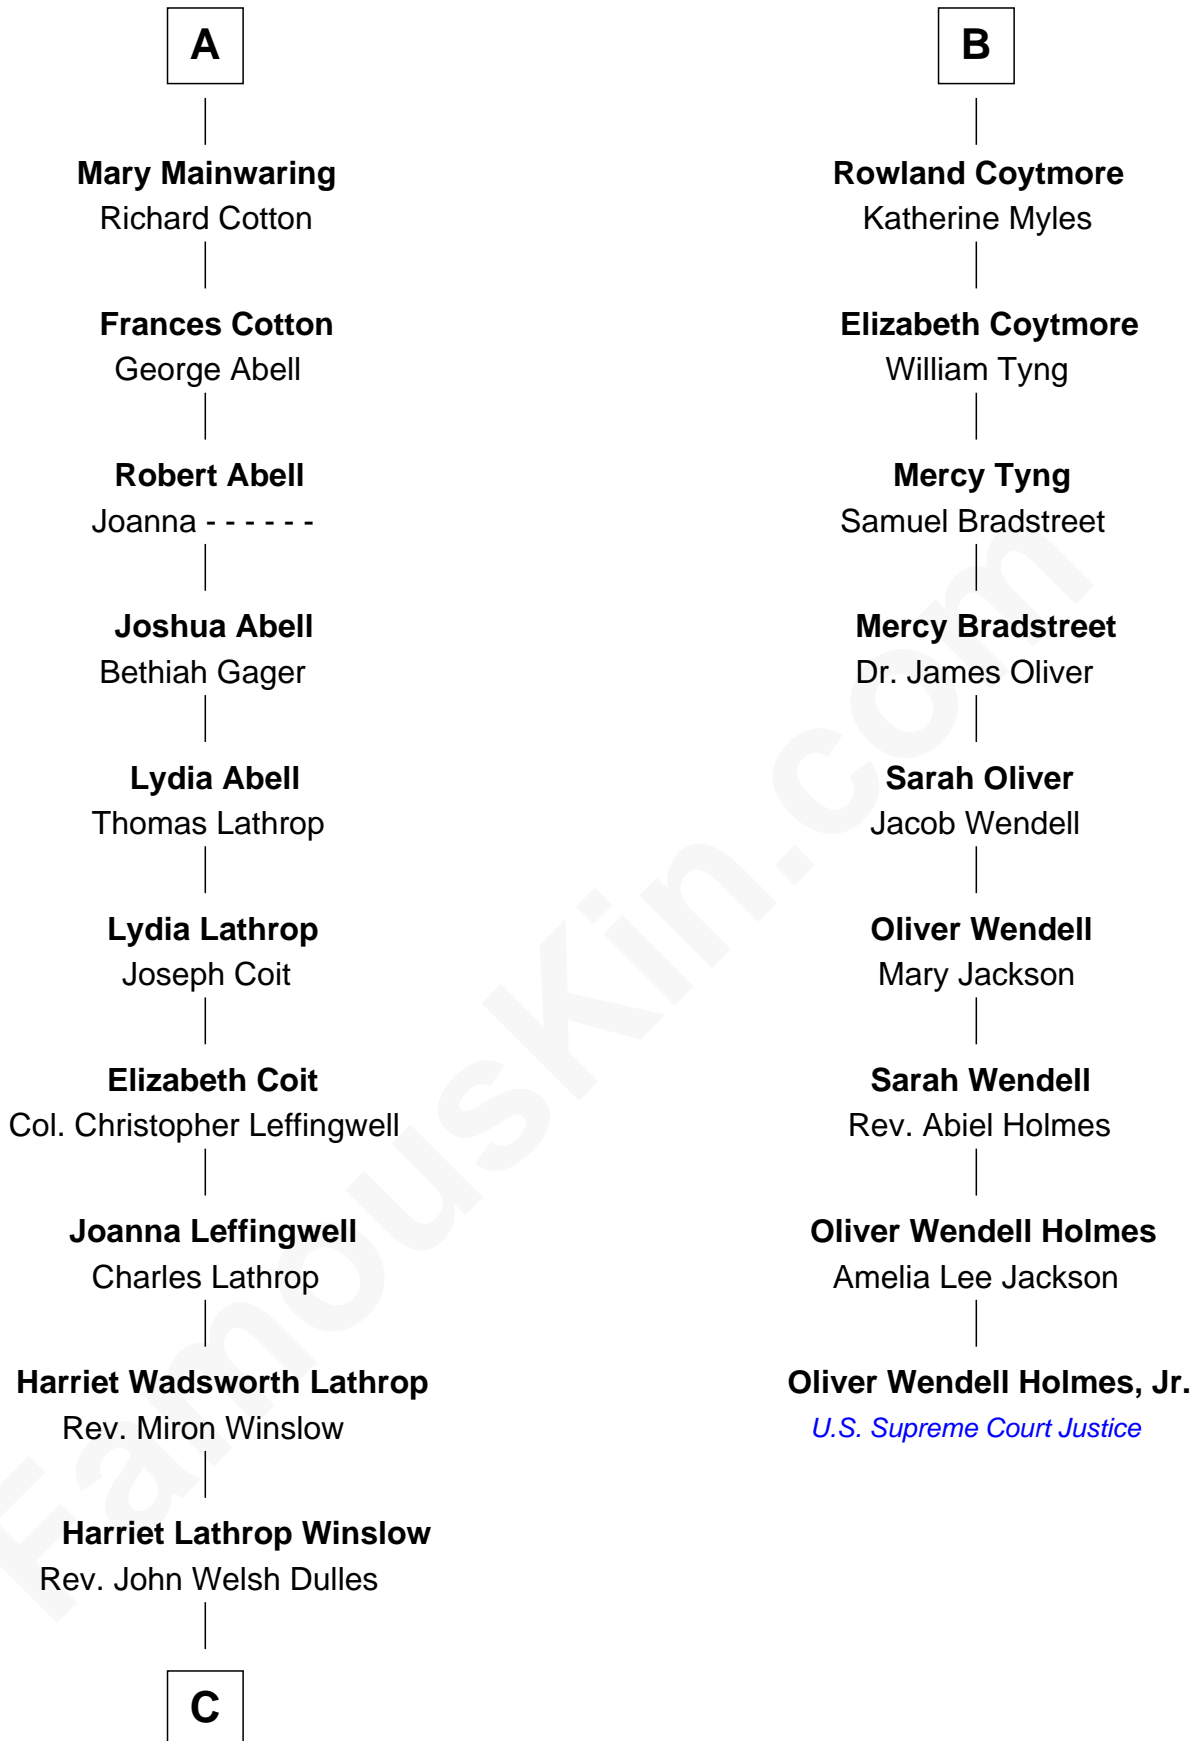 A
Mary Mainwaring
Richard Cotton
Frances Cotton
George Abell
Robert Abell
Joanna - - - - - -
Joshua Abell
Bethiah Gager
Lydia Abell
Thomas Lathrop
Lydia Lathrop
Joseph Coit
Elizabeth Coit
Col. Christopher Leffingwell
Joanna Leffingwell
Charles Lathrop
Harriet Wadsworth Lathrop
Rev. Miron Winslow
Harriet Lathrop Winslow
Rev. John Welsh Dulles
C
B
Rowland Coytmore
Katherine Myles
Elizabeth Coytmore
William Tyng
Mercy Tyng
Samuel Bradstreet
Mercy Bradstreet
Dr. James Oliver
Sarah Oliver
Jacob Wendell
Oliver Wendell
Mary Jackson
Sarah Wendell
Rev. Abiel Holmes
Oliver Wendell Holmes
Amelia Lee Jackson
Oliver Wendell Holmes, Jr.
U.S. Supreme Court Justice
FamousKin.com